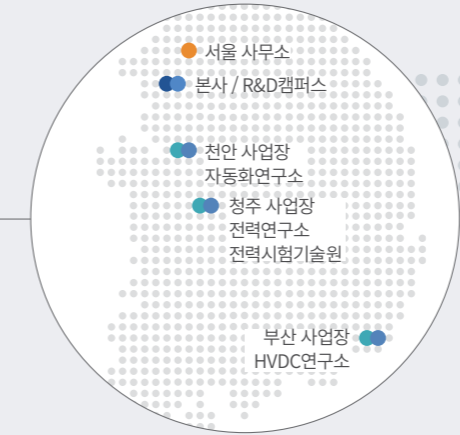 서울 사무소
본사 / R&D캠퍼스
천안 사업장
자동화연구소
청주 사업장
전력연구소
전력시험기술원
부산 사업장
HVDC연구소